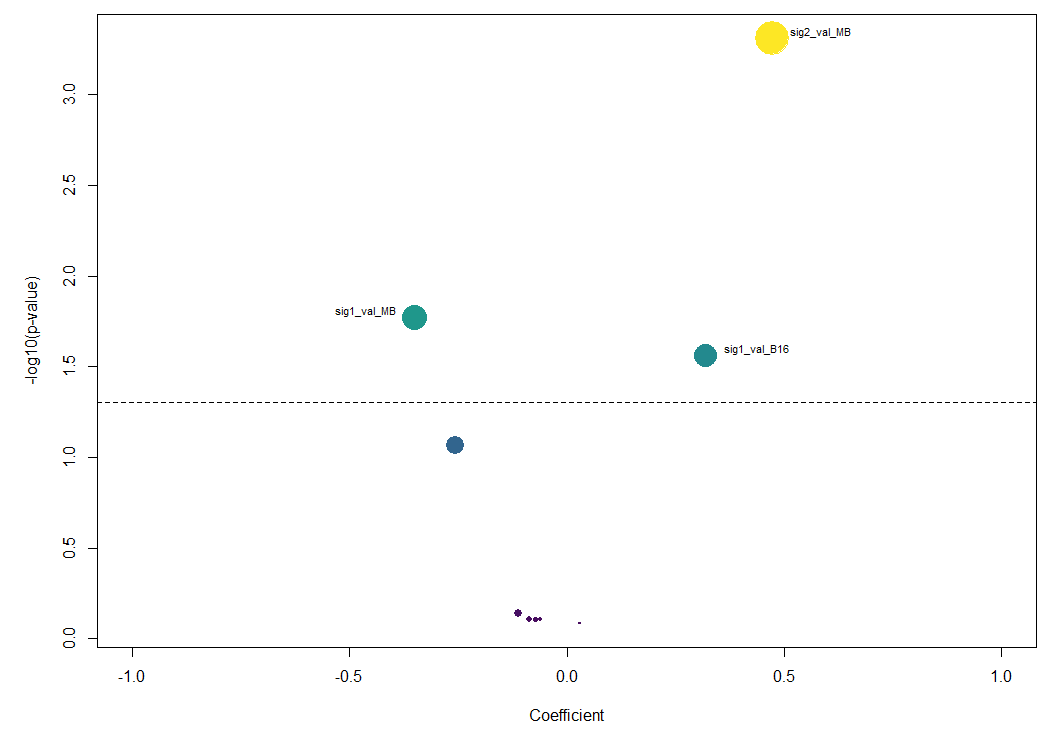 sig2_val_MB
3.0
2.5
2.0
sig1_val_MB
sig1_val_B16
1.5
1.0
0.5
0.0
-log10(p-value)
-1.0 -0.5 0.0 0.5 1.0
Coefficient